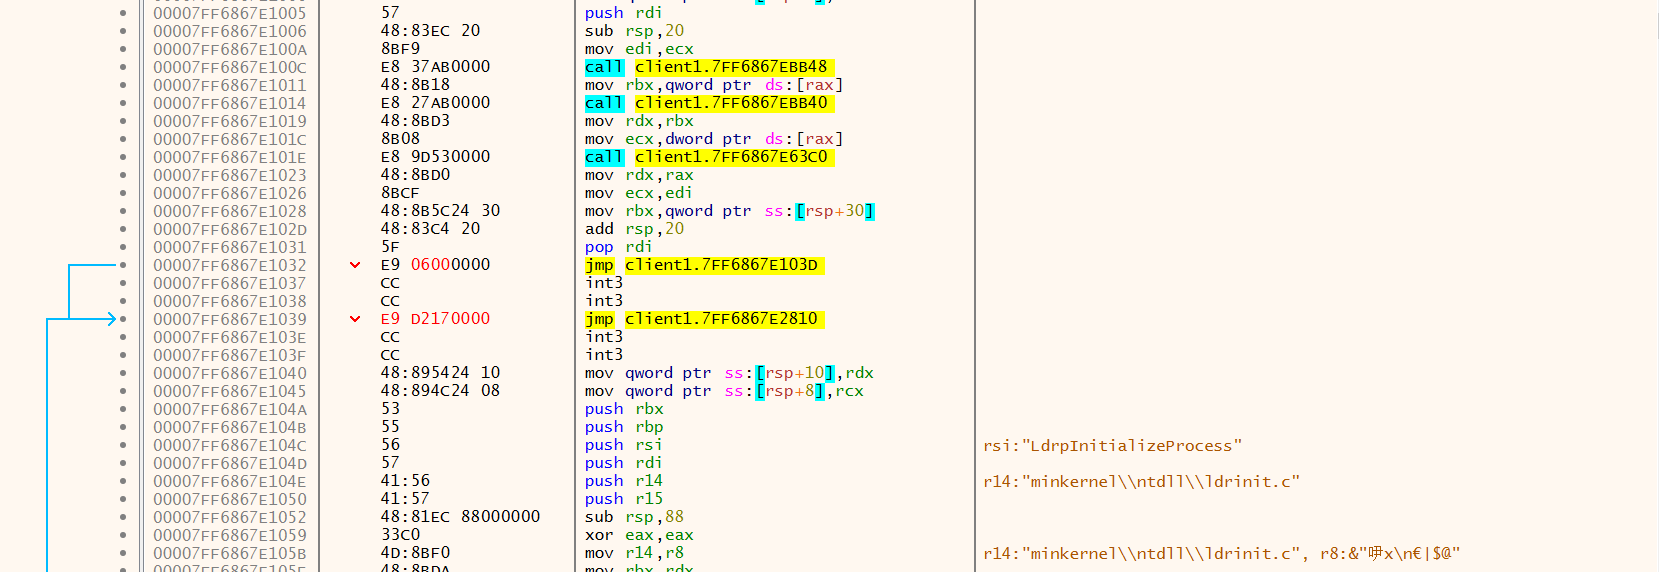 00007FF6867E1005 57 push rdi
00007FF6867E1006 48:83EC 20 sub rsp,20
00007FF6867E100A 8BF9 mov edi,ecx
00007FF6867E100C E8 37AB0000 call client1.7FF6867EBB48
00007FF6867E1011 48:8B18 mov rbx,qword ptr ds:[rax]
00007FF6867E1014 E8 27AB0000 call client1.7FF6867EBB40
00007FF6867E1019 48:8BD3 mov rdx,rbx
00007FF6867E101C 8B08 mov ecx,dword ptr ds:[rax]
00007FF6867E101E E8 9D530000 call client1.7FF6867E63C0
00007FF6867E1023 48:8BD0 mov rdx,rax
00007FF6867E1026 8BCF mov ecx,edi
00007FF6867E1028 48:8B5C24 30 mov rbx,qword ptr ss:[rsp+30]
00007FF6867E102D 48:83C4 20 add rsp,20
00007FF6867E1031 5F pop rdi
00007FF6867E1032 E9 06000000 jmp client1.7FF6867E103D
00007FF6867E1037 CC int3
00007FF6867E1038 CC int3
00007FF6867E1039 E9 D2170000 jmp client1.7FF6867E2810
00007FF6867E103E CC int3
00007FF6867E103F CC int3
00007FF6867E1040 48:895424 10 mov qword ptr ss:[rsp+10],rdx
00007FF6867E1045 48:894C24 08 mov qword ptr ss:[rsp+8],rcx
00007FF6867E104A 53 push rbx
00007FF6867E104B 55 push rbp
00007FF6867E104C 56 push rsi rsi:"LdrpInitializeProcess"
00007FF6867E104D 57 push rdi
00007FF6867E104E 41:56 push r14 r14:"minkernel\\ntdll\\ldrinit.c"
00007FF6867E1050 41:57 push r15
00007FF6867E1052 48:81EC 88000000 sub rsp,88
00007FF6867E1059 33C0 xor eax,eax
00007FF6867E105B 4D:8BF0 mov r14,r8 r14:"minkernel\\ntdll\\ldrinit.c",
00007FF6867E105E 48:8BDA mov rbx,rdx